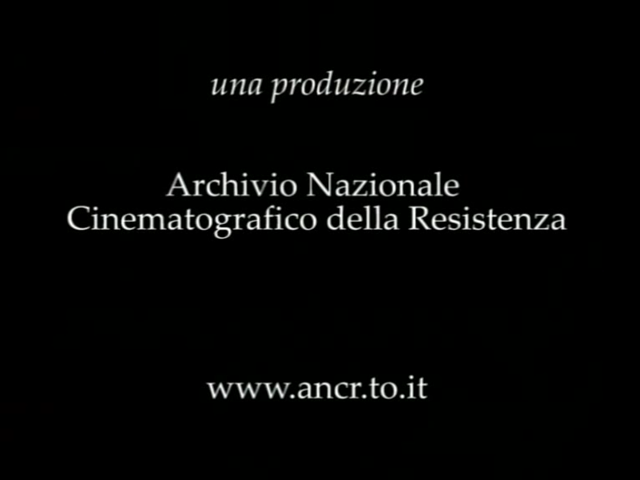 una produzione
Archivio Nazionale
Cinematografico della Resistenza
www.ancr.to.it